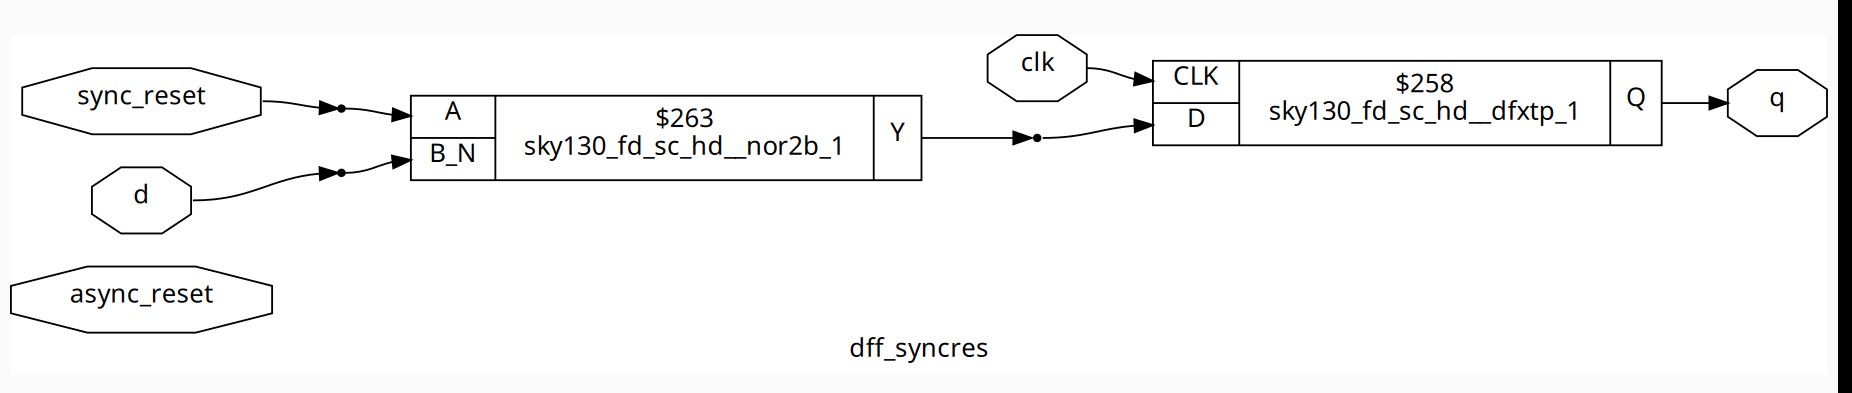 sync_reset
d
async_reset
A
B_N
$263
sky130_fd_sc_hd__nor2b_1
Y
clk
CLK
D
$258
sky130_fd_sc_hd__dfxtp_1
Q
q
dff_syncres